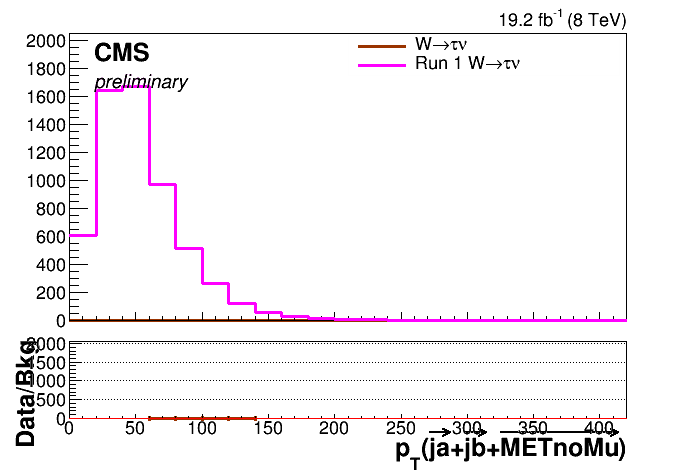 19.2 fb⁻¹ (8 TeV)
CMS
preliminary
W→τν
Run 1 W→τν
2000
1800
1600
1400
1200
1000
800
600
400
200
0
Data/Bkg
2000
1500
1000
500
0
0 50 100 150 200 250 300 350 400
p_T(ja+jb+METnoMu)